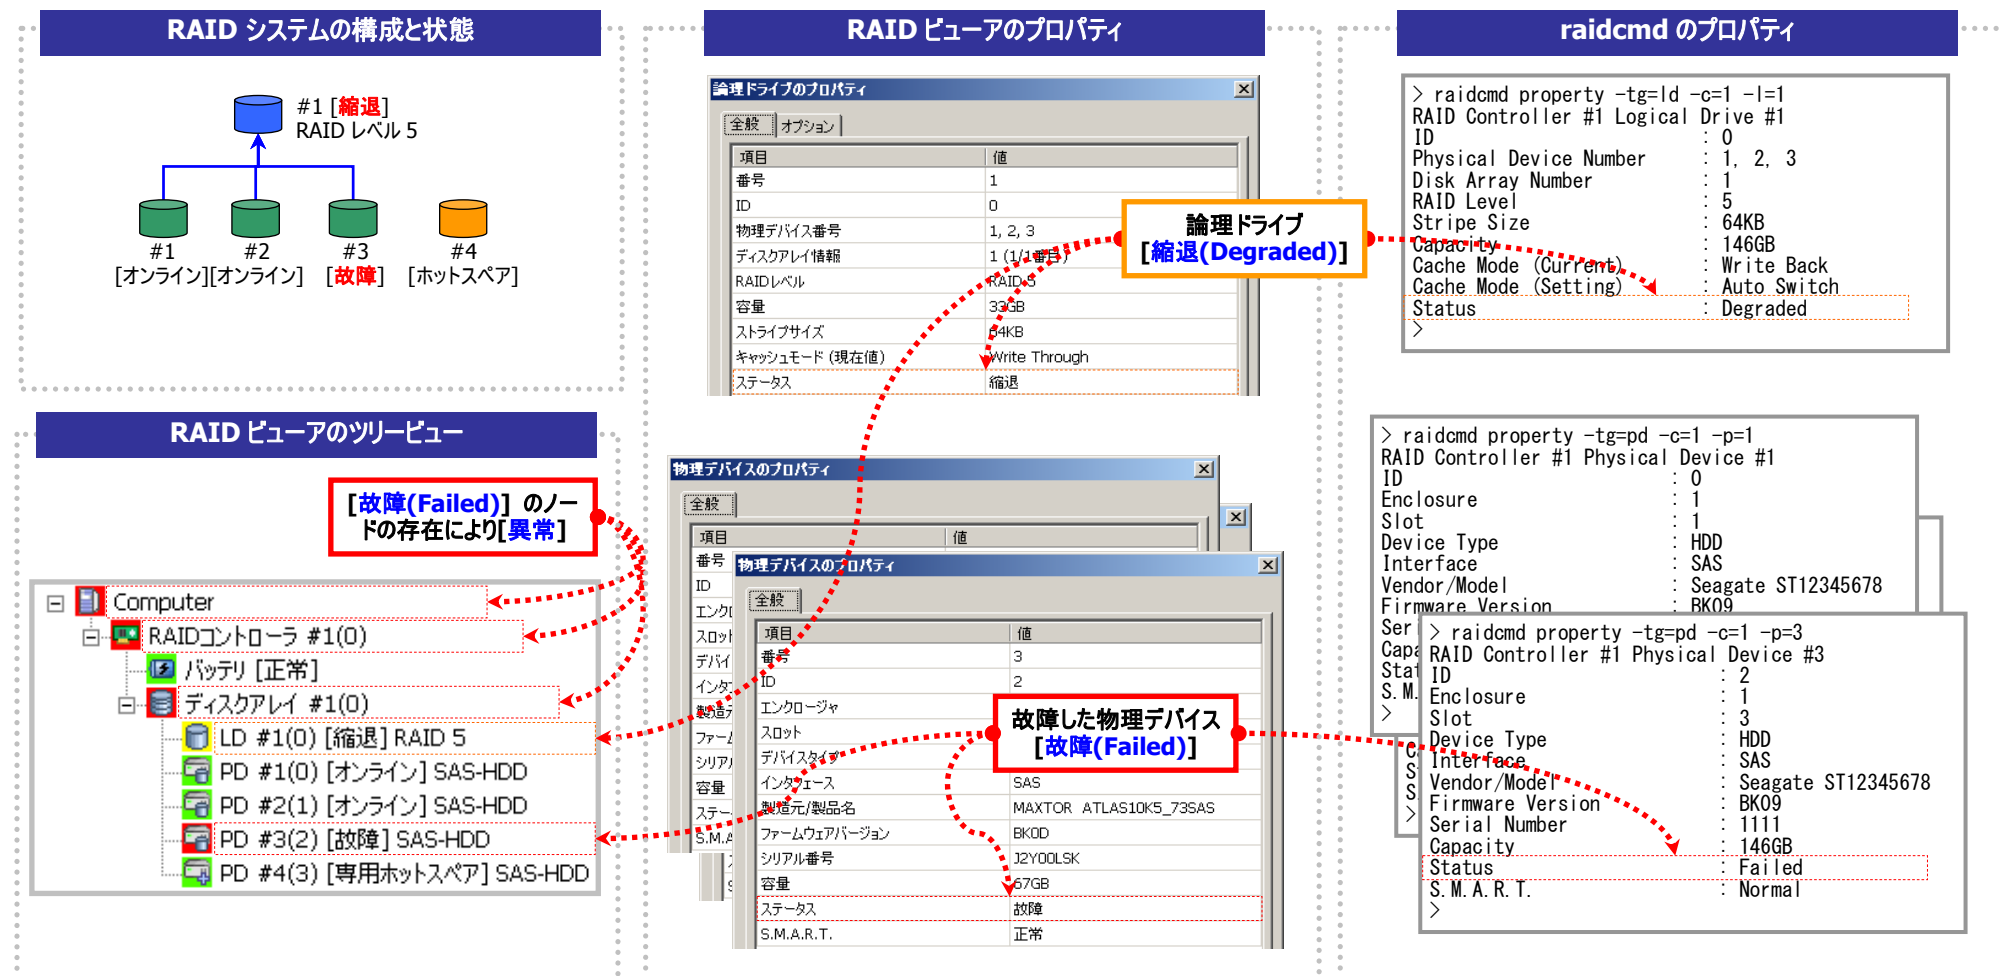 RAID システムの構成と状態
#1 [縮退]
RAID レベル 5
#1
#2
#3
#4
[オンライン][オンライン]
[故障]
[ホットスペア]
RAID ビューアのツリービュー
[故障(Failed)] のノー
ドの存在により[異常]
Computer
RAIDコントローラ #1(0)
バッテリ [正常]
ディスクアレイ #1(0)
LD #1(0) [縮退] RAID 5
PD #1(0) [オンライン] SAS-HDD
PD #2(1) [オンライン] SAS-HDD
PD #3(2) [故障] SAS-HDD
PD #4(3) [専用ホットスペア] SAS-HDD
RAID ビューアのプロパティ
論理ドライブのプロパティ
全般 オプション
項目 値
番号 1
ID 0
物理デバイス番号 1, 2, 3
ディスクアレイ情報 1 (1/1番目)
RAIDレベル RAID 5
容量 33GB
ストライプサイズ 64KB
キャッシュモード (現在値) Write Through
ステータス 縮退
論理ドライブ
[縮退(Degraded)]
物理デバイスのプロパティ
全般
項目 値
番号
ID
スロット
容量
物理デバイスのプロパティ
全般
項目 値
番号 3
ID 2
エンクロージャ
スロット
デバイスタイプ
インタフェース SAS
製造元/製品名 MAXTOR ATLAS10K5_73SAS
ファームウェアバージョン BK0D
シリアル番号 J2Y00LSK
容量 67GB
ステータス 故障
S.M.A.R.T. 正常
故障した物理デバイス
[故障(Failed)]
raidcmd のプロパティ
> raidcmd property -tg=ld -c=1 -l=1
RAID Controller #1 Logical Drive #1
ID : 0
Physical Device Number : 1, 2, 3
Disk Array Number : 1
RAID Level : 5
Stripe Size : 64KB
Capacity : 146GB
Cache Mode (Current) : Write Back
Cache Mode (Setting) : Auto Switch
Status : Degraded
>
> raidcmd property -tg=pd -c=1 -p=1
RAID Controller #1 Physical Device #1
ID : 0
Enclosure : 1
Slot : 1
Device Type : HDD
Interface : SAS
Vendor/Model : Seagate ST12345678
Firmware Version : BK09
>
>
> raidcmd property -tg=pd -c=1 -p=3
RAID Controller #1 Physical Device #3
ID : 2
Enclosure : 1
Slot : 3
Device Type : HDD
Interface : SAS
Vendor/Model : Seagate ST12345678
Firmware Version : BK09
Serial Number : 1111
Capacity : 146GB
Status : Failed
S.M.A.R.T. : Normal
>